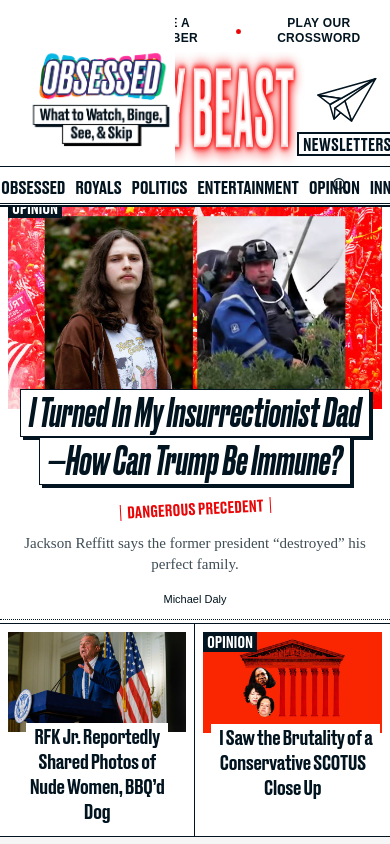 E A
BER
PLAY OUR
CROSSWORD
OBSESSED
What to Watch, Binge,
See, & Skip
Y BEAST
NEWSLETTERS
OBSESSED ROYALS POLITICS ENTERTAINMENT OPINION INN
OPINION
I Turned In My Insurrectionist Dad
—How Can Trump Be Immune?
DANGEROUS PRECEDENT
Jackson Reffitt says the former president “destroyed” his
perfect family.
Michael Daly
RFK Jr. Reportedly
Shared Photos of
Nude Women, BBQ’d
Dog
OPINION
I Saw the Brutality of a
Conservative SCOTUS
Close Up